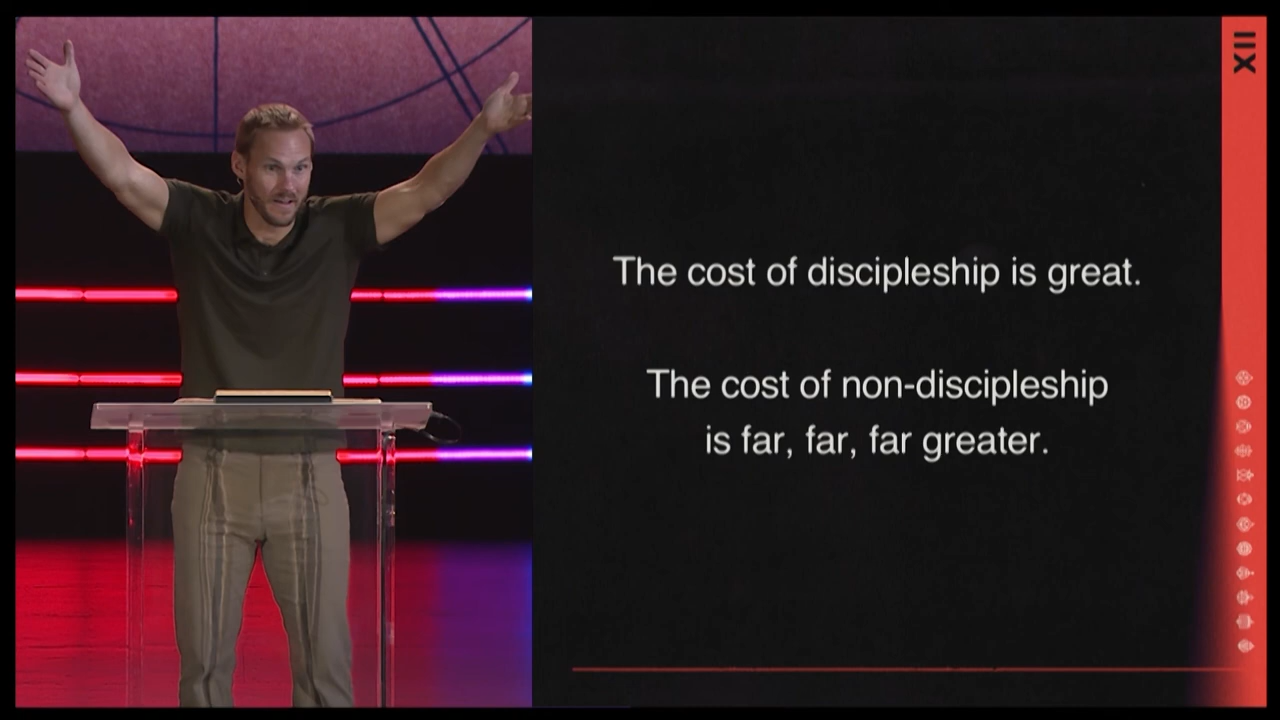 The cost of discipleship is great.
The cost of non-discipleship
is far, far, far greater.
XII